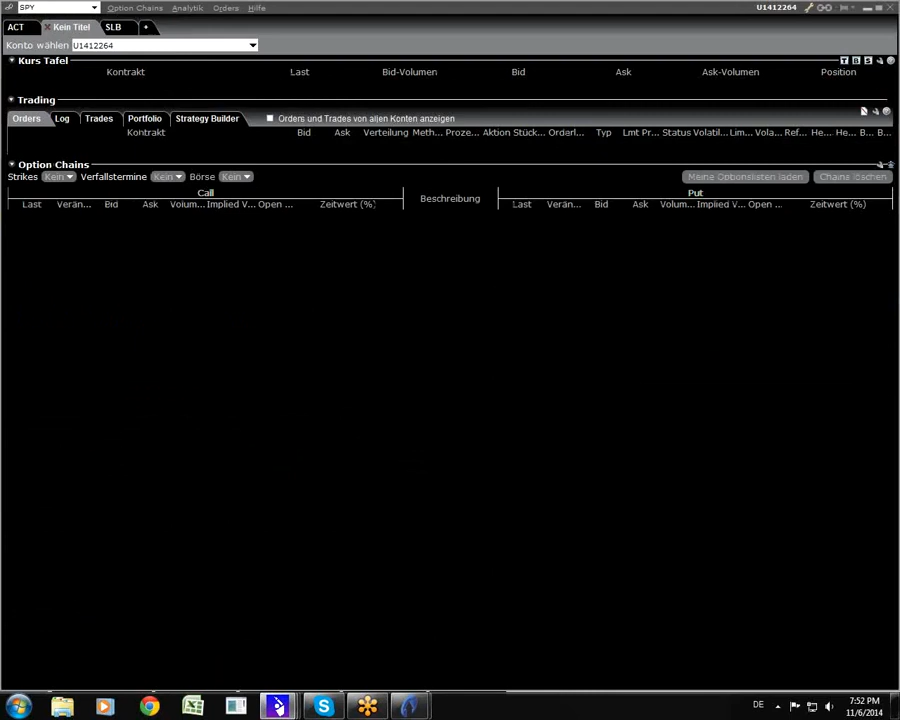 SPY Option Chains Analytik Orders Hilfe U1412264
ACT Kein Titel SLB
Konto wählen U1412264
Kurs Tafel T B S
Kontrakt Last Bid-Volumen Bid Ask Ask-Volumen Position
Trading
Orders Log Trades Portfolio Strategy Builder Orders und Trades von allen Konten anzeigen
Kontrakt Bid Ask Verteilung Meth... Proze... Aktion Stück... Orderl... Typ Lmt Pr... Status Volatil... Lim... Vola... Ref... He... He... B... B...
Option Chains
Strikes Kein Verfallstermine Kein Börse Kein Meine Optionslisten laden Chains löschen
Call Beschreibung Put
Last Verän... Bid Ask Volum... Implied V... Open ... Zeitwert (%) Last Verän... Bid Ask Volum... Implied V... Open ... Zeitwert (%)
DE 7:52 PM
11/6/2014